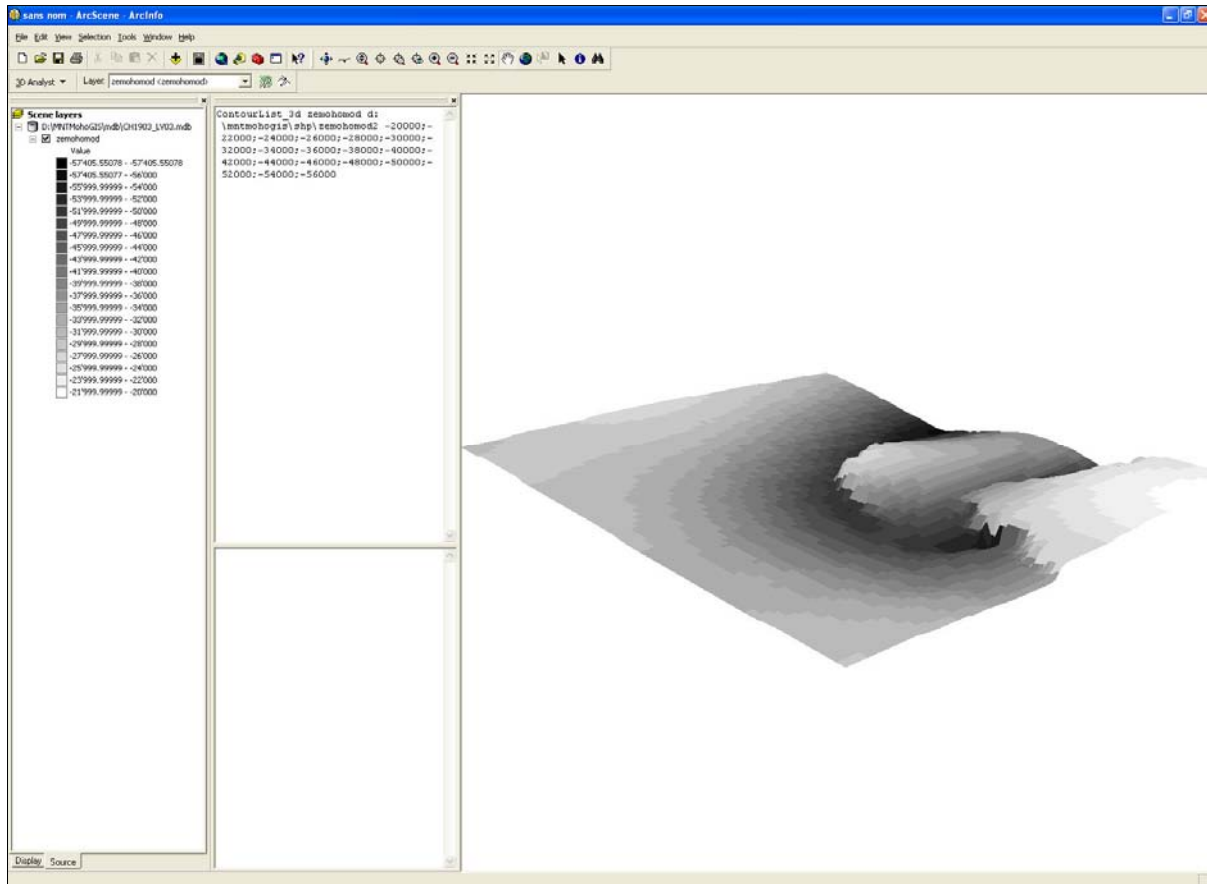 sans nom - ArcScene - ArcInfo
File Edit View Selection Tools Window Help
3D Analyst Layer: zemohomod <zemohomod>
Scene layers
D:\MNTMohoGIS\mdb\CH1903_LV03.mdb
zemohomod
Value
-57'405.55078 - -57'405.55078
-57'405.55077 - -56'000
-55'999.99999 - -54'000
-53'999.99999 - -52'000
-51'999.99999 - -50'000
-49'999.99999 - -48'000
-47'999.99999 - -46'000
-45'999.99999 - -44'000
-43'999.99999 - -42'000
-41'999.99999 - -40'000
-39'999.99999 - -38'000
-37'999.99999 - -36'000
-35'999.99999 - -34'000
-33'999.99999 - -32'000
-31'999.99999 - -30'000
-29'999.99999 - -28'000
-27'999.99999 - -26'000
-25'999.99999 - -24'000
-23'999.99999 - -22'000
-21'999.99999 - -20'000
Display Source
ContourList_3d zemohomod d:
\mntmohogis\shp\zemohomod2 -20000;-
22000;-24000;-26000;-28000;-30000;-
32000;-34000;-36000;-38000;-40000;-
42000;-44000;-46000;-48000;-50000;-
52000;-54000;-56000